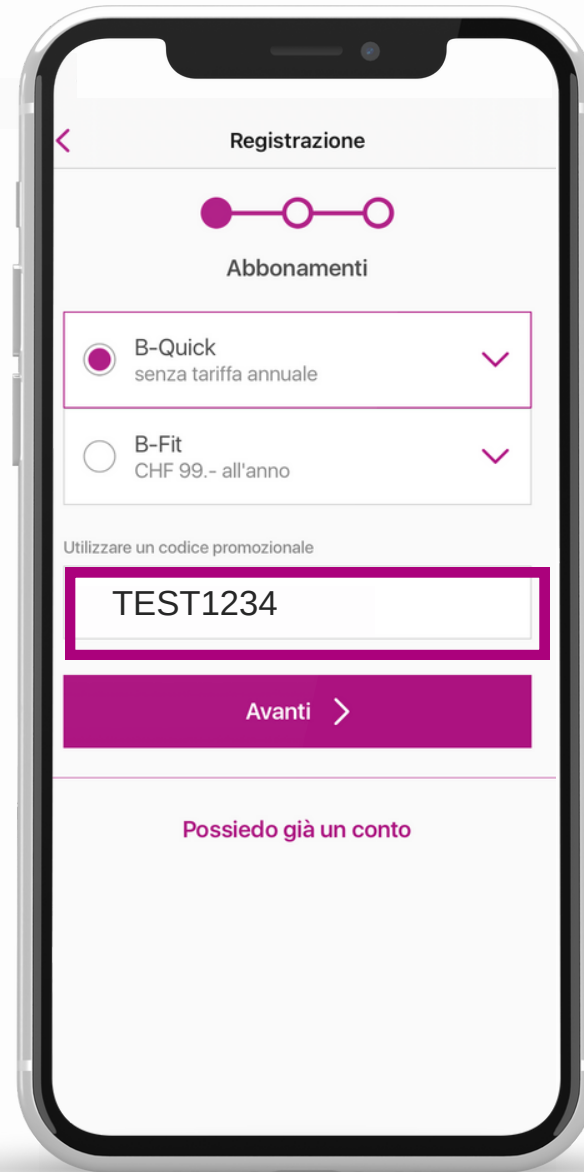 Registrazione
Abbonamenti
B-Quick
senza tariffa annuale
B-Fit
CHF 99.- all'anno
Utilizzare un codice promozionale
TEST1234
Avanti
Possiedo già un conto